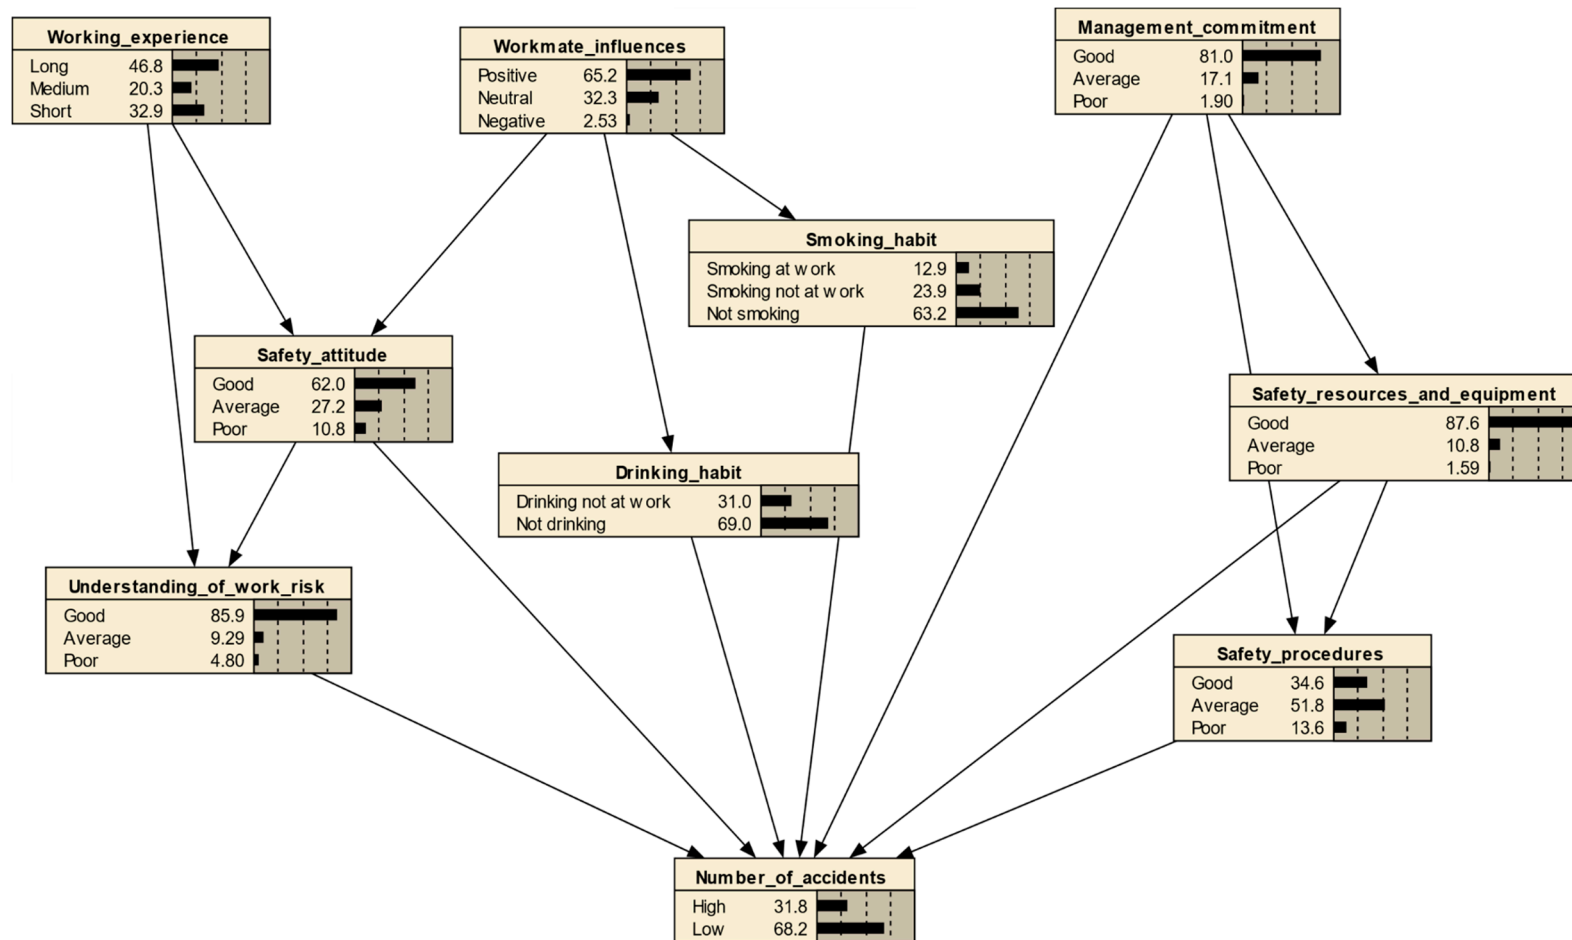 Working_experience
Long 46.8
Medium 20.3
Short 32.9
Workmate_influences
Positive 65.2
Neutral 32.3
Negative 2.53
Management_commitment
Good 81.0
Average 17.1
Poor 1.90
Smoking_habit
Smoking at work 12.9
Smoking not at work 23.9
Not smoking 63.2
Safety_attitude
Good 62.0
Average 27.2
Poor 10.8
Safety_resources_and_equipment
Good 87.6
Average 10.8
Poor 1.59
Drinking_habit
Drinking not at work 31.0
Not drinking 69.0
Understanding_of_work_risk
Good 85.9
Average 9.29
Poor 4.80
Safety_procedures
Good 34.6
Average 51.8
Poor 13.6
Number_of_accidents
High 31.8
Low 68.2